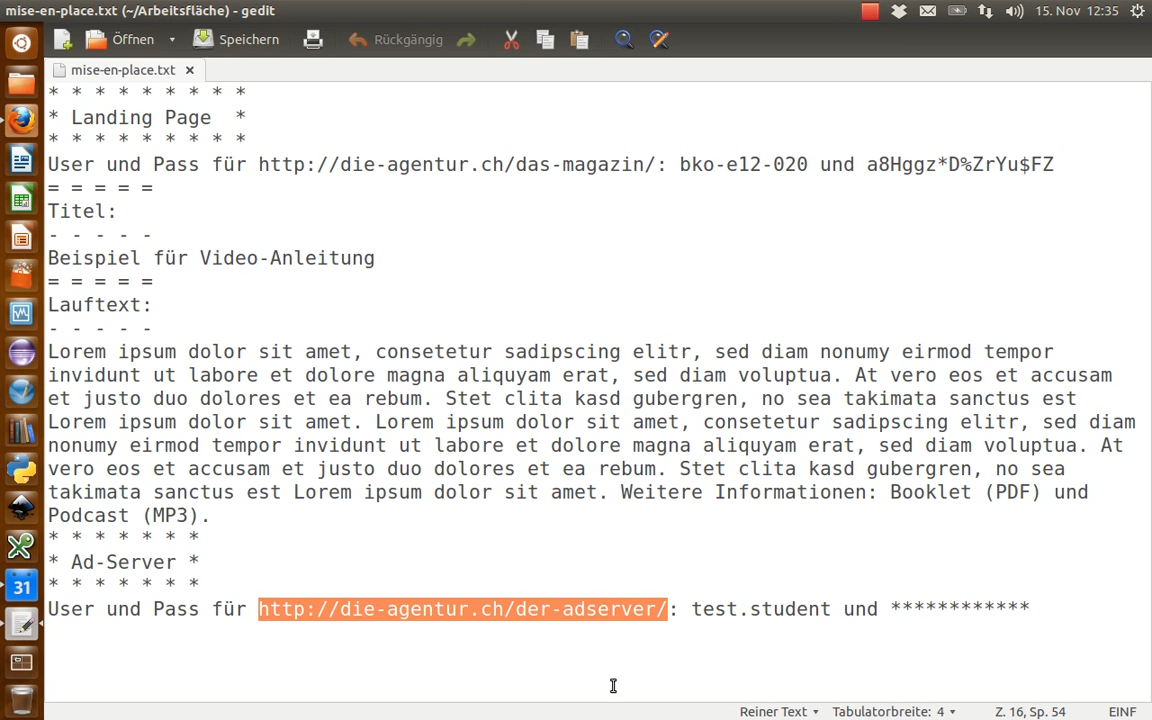 mise-en-place.txt (~/Arbeitsfläche) - gedit
15. Nov 12:35
Öffnen Speichern Rückgängig
mise-en-place.txt
* * * * * * * * *
* Landing Page *
* * * * * * * * *
User und Pass für http://die-agentur.ch/das-magazin/: bko-e12-020 und a8Hggz*D%ZrYu$FZ
= = = = =
Titel:
- - - - -
Beispiel für Video-Anleitung
= = = = =
Lauftext:
- - - - -
Lorem ipsum dolor sit amet, consetetur sadipscing elitr, sed diam nonumy eirmod tempor
invidunt ut labore et dolore magna aliquyam erat, sed diam voluptua. At vero eos et accusam
et justo duo dolores et ea rebum. Stet clita kasd gubergren, no sea takimata sanctus est
Lorem ipsum dolor sit amet. Lorem ipsum dolor sit amet, consetetur sadipscing elitr, sed diam
nonumy eirmod tempor invidunt ut labore et dolore magna aliquyam erat, sed diam voluptua. At
vero eos et accusam et justo duo dolores et ea rebum. Stet clita kasd gubergren, no sea
takimata sanctus est Lorem ipsum dolor sit amet. Weitere Informationen: Booklet (PDF) und
Podcast (MP3).
* * * * * * *
* Ad-Server *
* * * * * * *
User und Pass für http://die-agentur.ch/der-adserver/: test.student und ************
31
Reiner Text Tabulatorbreite: 4 Z. 16, Sp. 54 EINF